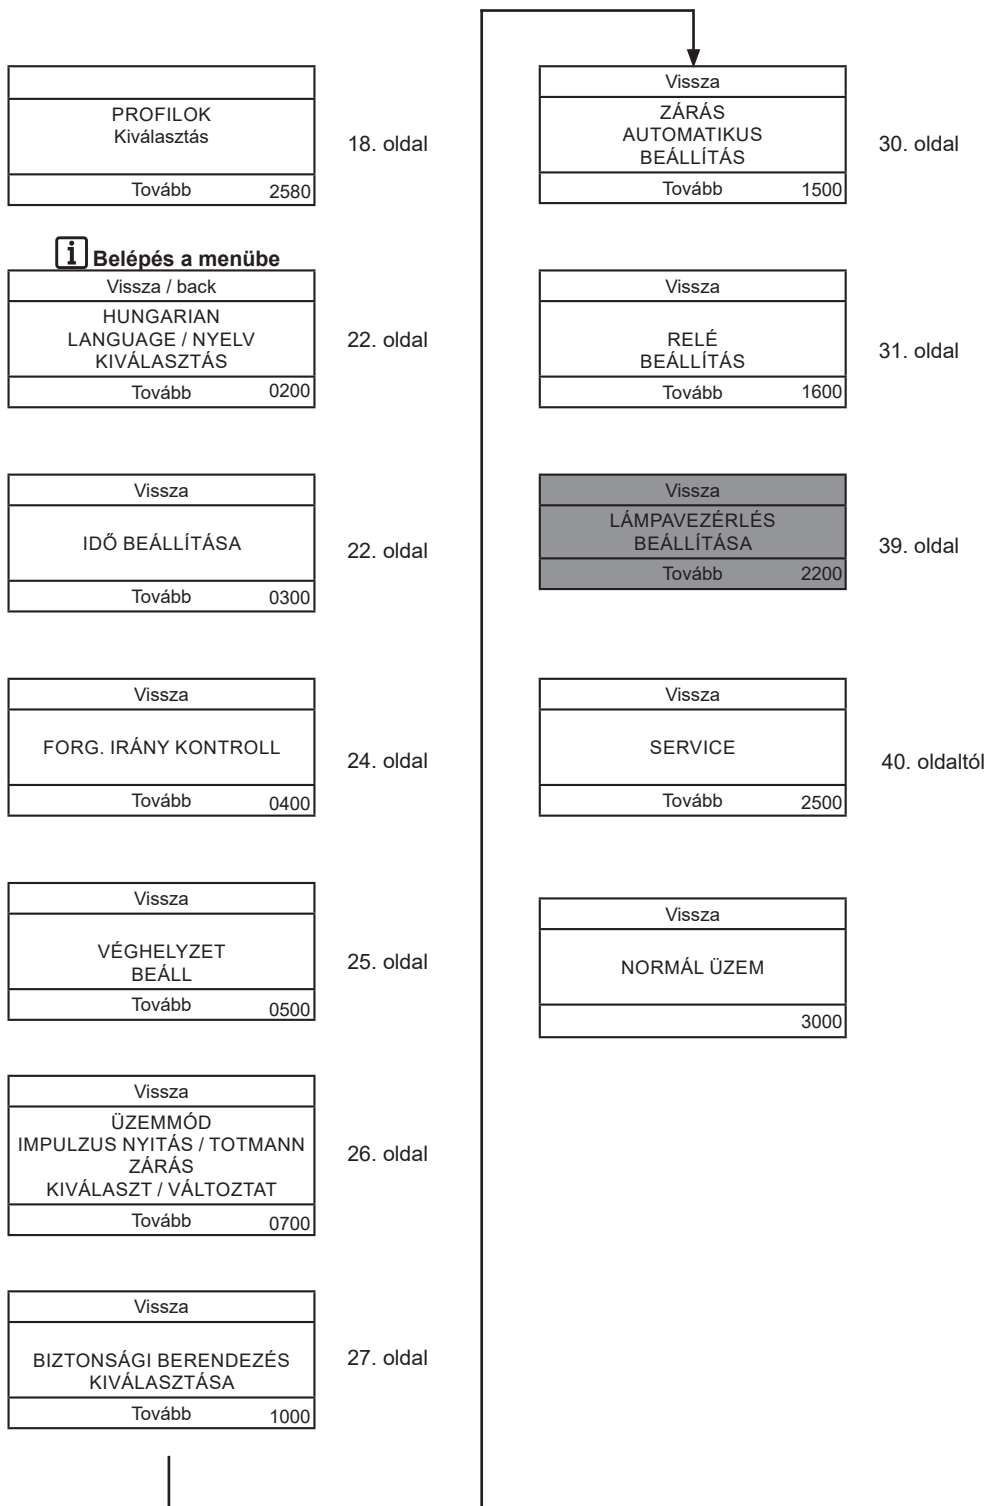 PROFILOK
Kiválasztás
Tovább 2580
18. oldal
i Belépés a menübe
Vissza / back
HUNGARIAN
LANGUAGE / NYELV
KIVÁLASZTÁS
Tovább 0200
22. oldal
Vissza
IDŐ BEÁLLÍTÁSA
Tovább 0300
22. oldal
Vissza
FORG. IRÁNY KONTROLL
Tovább 0400
24. oldal
Vissza
VÉGHELYZET
BEÁLL
Tovább 0500
25. oldal
Vissza
ÜZEMMÓD
IMPULZUS NYITÁS / TOTMANN
ZÁRÁS
KIVÁLASZT / VÁLTOZTAT
Tovább 0700
26. oldal
Vissza
BIZTONSÁGI BERENDEZÉS
KIVÁLASZTÁSA
Tovább 1000
27. oldal
Vissza
ZÁRÁS
AUTOMATIKUS
BEÁLLÍTÁS
Tovább 1500
30. oldal
Vissza
RELÉ
BEÁLLÍTÁS
Tovább 1600
31. oldal
Vissza
LÁMPAVEZÉRLÉS
BEÁLLÍTÁSA
Tovább 2200
39. oldal
Vissza
SERVICE
Tovább 2500
40. oldaltól
Vissza
NORMÁL ÜZEM
3000